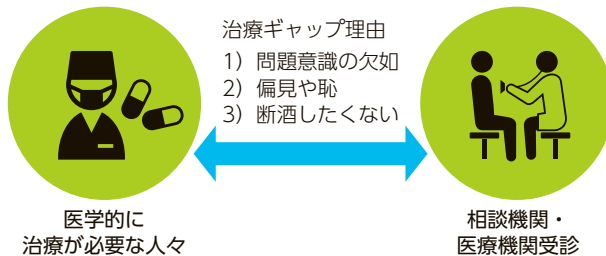 治療ギャップ理由
1）問題意識の欠如
2）偏見や恥
3）断酒したくない
医学的に
治療が必要な人々
相談機関・
医療機関受診